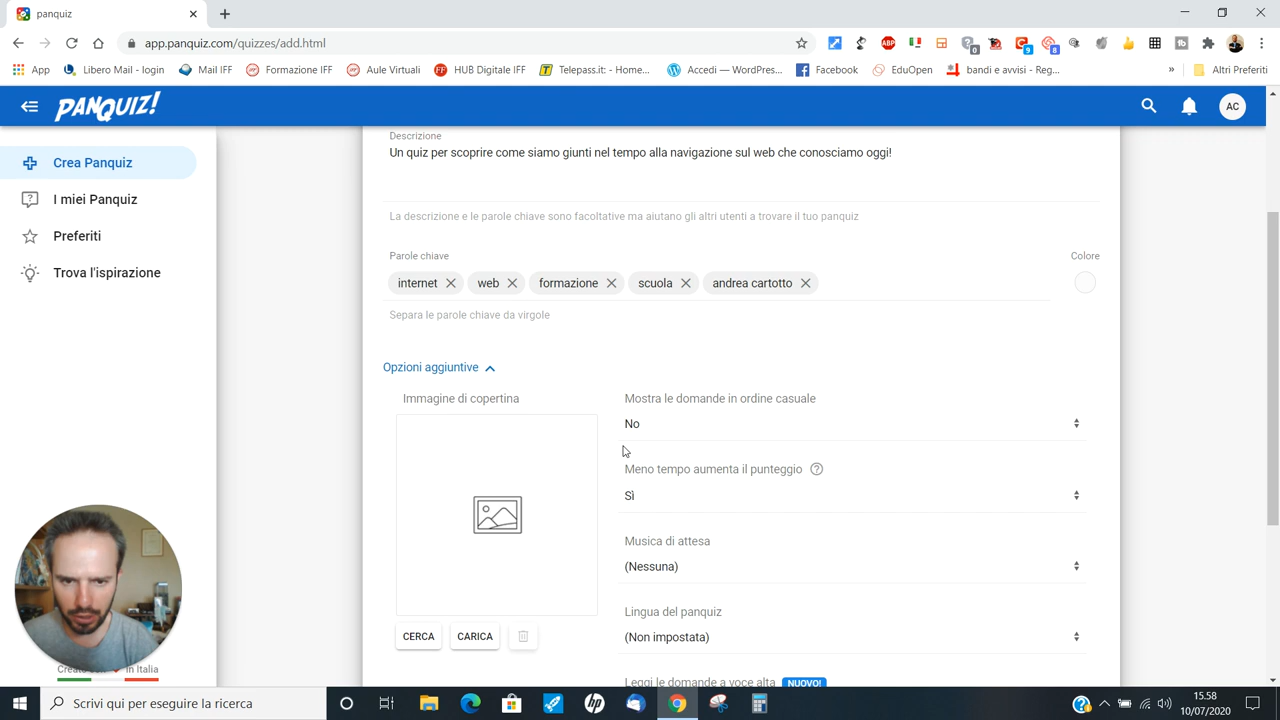 panquiz
app.panquiz.com/quizzes/add.html
ABP
0
9
8
App
Libero Mail - login
Mail IFF
Formazione IFF
Aule Virtuali
HUB Digitale IFF
Telepass.it: - Home...
Accedi — WordPres...
Facebook
EduOpen
bandi e avvisi - Reg...
»
Altri Preferiti
PANQUIZ!
AC
Crea Panquiz
I miei Panquiz
Preferiti
Trova l'ispirazione
Descrizione
Un quiz per scoprire come siamo giunti nel tempo alla navigazione sul web che conosciamo oggi!
La descrizione e le parole chiave sono facoltative ma aiutano gli altri utenti a trovare il tuo panquiz
Parole chiave
Colore
internet
web
formazione
scuola
andrea cartotto
Separa le parole chiave da virgole
Opzioni aggiuntive
Immagine di copertina
CERCA
CARICA
Mostra le domande in ordine casuale
No
Meno tempo aumenta il punteggio
Sì
Musica di attesa
(Nessuna)
Lingua del panquiz
(Non impostata)
Leggi le domande a voce alta
NUOVO!
in Italia
Scrivi qui per eseguire la ricerca
hp
15.58
10/07/2020